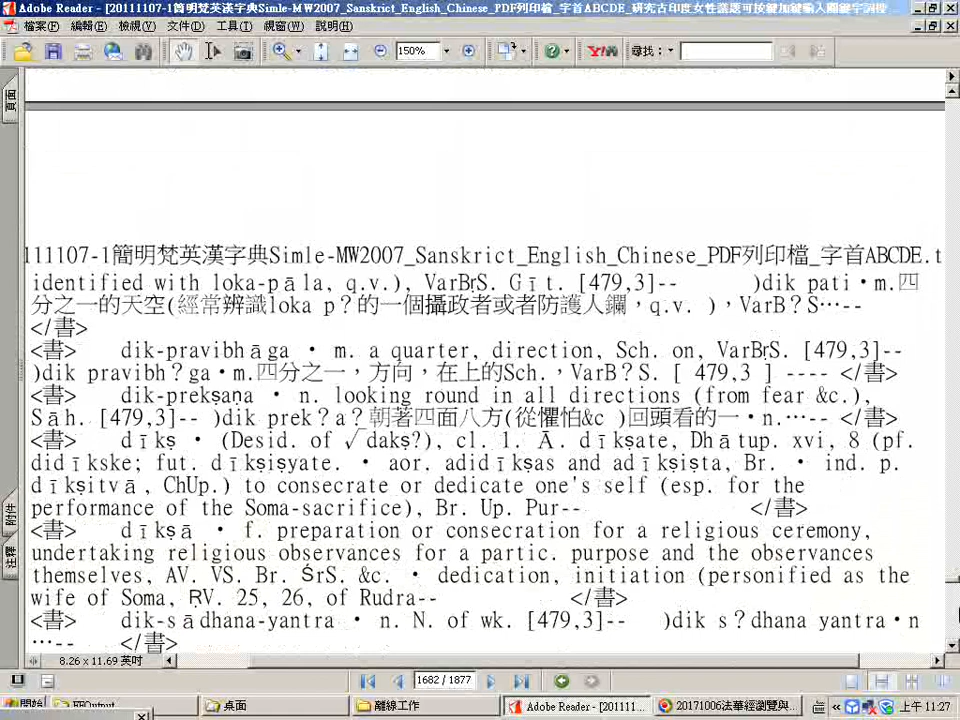 Adobe Reader - [20111107-1簡明梵英漢字典Simle-MW2007_Sanskrict_English_Chinese_PDF列印檔_字首ABCDE_研究古印度女性議題可按
檔案(F) 編輯(E) 檢視(V) 文件(D) 工具(T) 視窗(W) 說明(H)
150% Y! 尋找：
頁面
111107-1簡明梵英漢字典Simle-MW2007_Sanskrict_English_Chinese_PDF列印檔_字首ABCDE.t
identified with loka-pāla, q.v.), VarBṛS. Gīt. [479,3]-- )dik pati‧m.四
分之一的天空(經常辨識loka p？的一個攝政者或者防護人鑭，q.v. )，VarB？S…--
</書>
<書> dik-pravibhāga ‧ m. a quarter, direction, Sch. on, VarBṛS. [479,3]--
)dik pravibh？ga‧m.四分之一，方向，在上的Sch.，VarB？S. [ 479,3 ] ---- </書>
<書> dik-prekṣaṇa ‧ n. looking round in all directions (from fear &c.),
Sāh. [479,3]-- )dik prek？a？朝著四面八方(從懼怕&c )回頭看的一‧n.…-- </書>
<書> dīkṣ ‧ (Desid. of √dakṣ?), cl. 1. Ā. dīkṣate, Dhātup. xvi, 8 (pf.
didīkske; fut. dīkṣiṣyate. ‧ aor. adidīkṣas and adīkṣiṣṭa, Br. ‧ ind. p.
dīkṣitvā, ChUp.) to consecrate or dedicate one's self (esp. for the
performance of the Soma-sacrifice), Br. Up. Pur-- </書>
<書> dīkṣā ‧ f. preparation or consecration for a religious ceremony,
undertaking religious observances for a partic. purpose and the observances
themselves, AV. VS. Br. ŚrS. &c. ‧ dedication, initiation (personified as the
wife of Soma, ṚV. 25, 26, of Rudra-- </書>
<書> dik-sādhana-yantra ‧ n. N. of wk. [479,3]-- )dik s？dhana yantra‧n
…-- </書>
附件
注釋
8.26 x 11.69 英吋
1682 / 1877
開始 EBOutput 桌面 離線工作 Adobe Reader - [2011... 20171006法華經瀏覽與... 上午 11:27